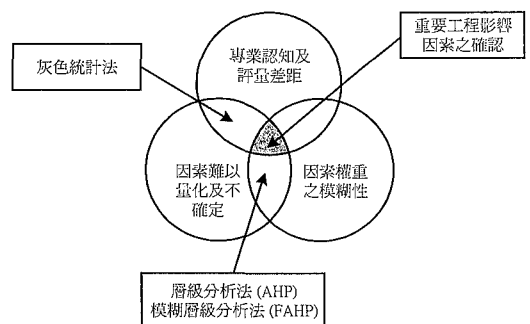 重要工程影響
因素之確認
專業認知及
評量差距
灰色統計法
因素難以
量化及不
確定
因素權重
之模糊性
層級分析法 (AHP)
模糊層級分析法 (FAHP)